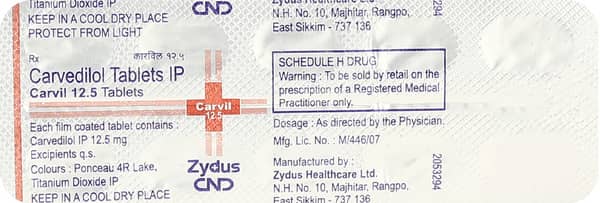 Titanium Dioxide IP
KEEP IN A COOL DRY PLACE
PROTECT FROM LIGHT
CND
Zydus Healthcare Ltd
N.H. No. 10, Majhitar, Rangpo,
East Sikkim - 737 136
3294
Rx
कारविल १२.५
Carvedilol Tablets IP
Carvil 12.5 Tablets
Carvil
12.5
SCHEDULE H DRUG
Warning : To be sold by retail on the
prescription of a Registered Medical
Practitioner only.
Each film coated tablet contains :
Carvedilol IP 12.5 mg
Excipients q.s.
Colours : Ponceau 4R Lake,
Titanium Dioxide IP
KEEP IN A COOL DRY PLACE
Zydus
CND
Dosage : As directed by the Physician.
Mfg. Lic. No. : M/446/07
Manufactured by :
Zydus Healthcare Ltd.
N.H. No. 10, Majhitar, Rangpo,
East Sikkim - 737 136
2053294